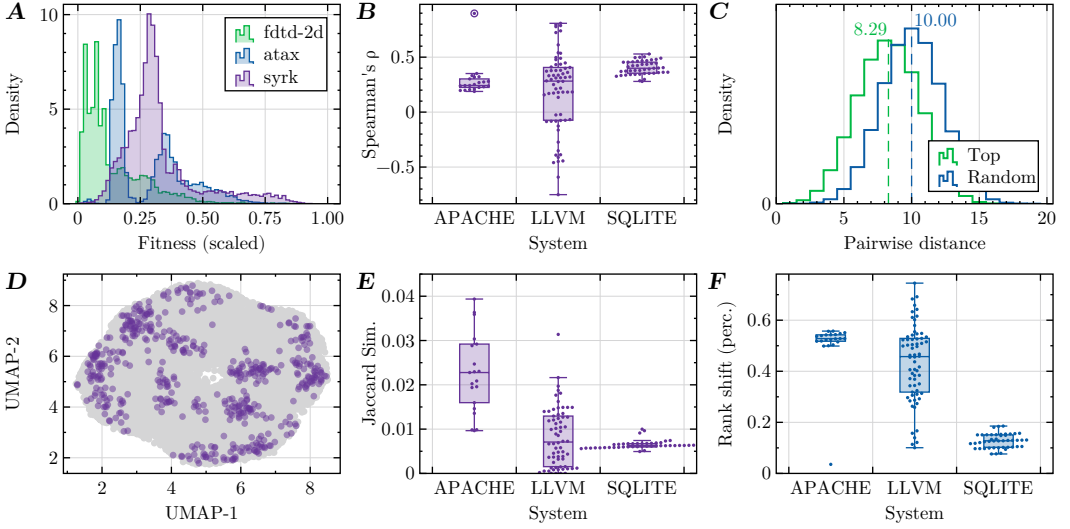 A
10
5
0
Density
0
0.25
0.50
0.75
1.00
Fitness (scaled)
fdtd-2d
atax
syrk
B
0.5
0
−0.5
Spearman's ρ
APACHE
LLVM
SQLITE
System
C
8.29
10.00
Density
0
Top
Random
5
10
15
20
Pairwise distance
D
8
6
4
2
UMAP-2
2
4
6
8
UMAP-1
E
0.04
0.03
0.02
0.01
0
Jaccard Sim.
APACHE
LLVM
SQLITE
System
F
0.6
0.4
0.2
0
Rank shift (perc.)
APACHE
LLVM
SQLITE
System